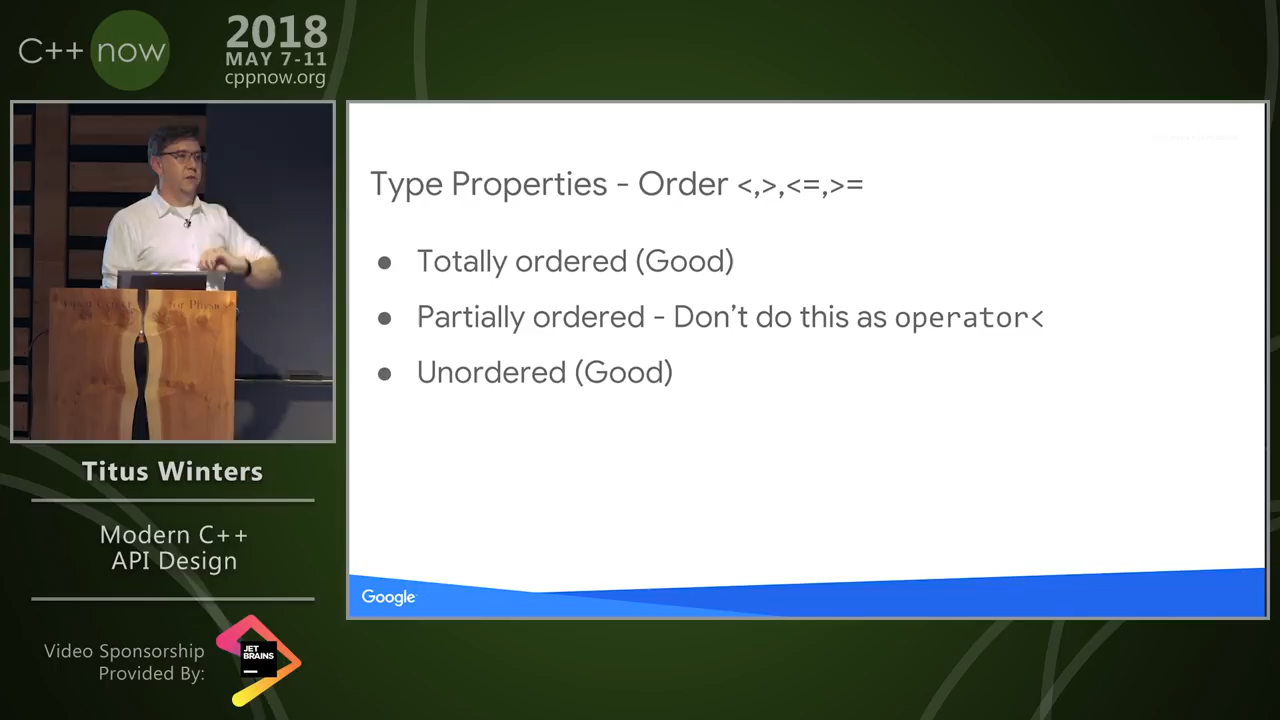 C++ now
2018
MAY 7-11
cppnow.org
Type Properties - Order <,>,<=,>=
● Totally ordered (Good)
● Partially ordered - Don’t do this as operator<
● Unordered (Good)
Google
Titus Winters
Modern C++
API Design
Video Sponsorship
Provided By:
JET
BRAINS